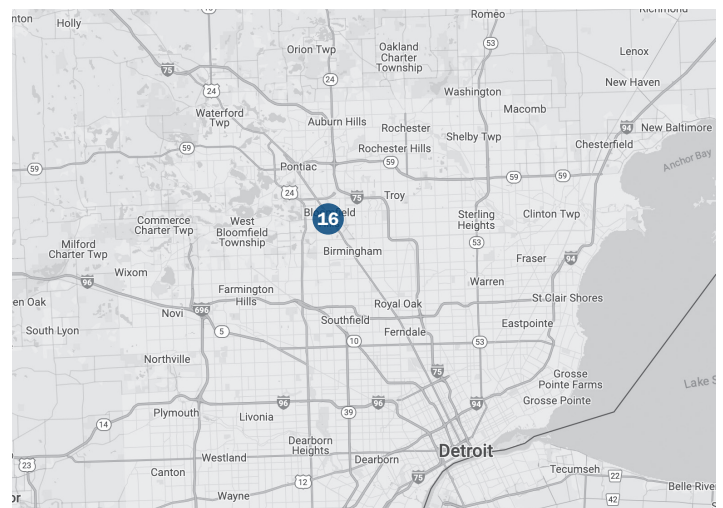 Romeo
Richmond
nton
Holly
Orion Twp
Oakland
Charter
Township
53
Lenox
75
24
24
New Haven
Washington
Waterford
Twp
Macomb
Auburn Hills
Rochester
Shelby Twp
94
New Baltimore
Chesterfield
59
59
Rochester Hills
Anchor Bay
Pontiac
59
59
59
24
75
Troy
16
Commerce
Charter Twp
West
Bloomfield
Township
Sterling
Heights
Clinton Twp
Milford
Charter Twp
53
Birmingham
Fraser
94
Wixom
96
Warren
en Oak
Farmington
Hills
St Clair Shores
Royal Oak
696
Novi
Southfield
Eastpointe
South Lyon
5
Ferndale
10
53
Northville
75
Grosse
Pointe Farms
Lake S
96
96
94
Grosse Pointe
Plymouth
Livonia
39
14
Dearborn
Heights
Detroit
Westland
Dearborn
23
Canton
Tecumseh
22
75
12
Belle River
Wayne
42
or